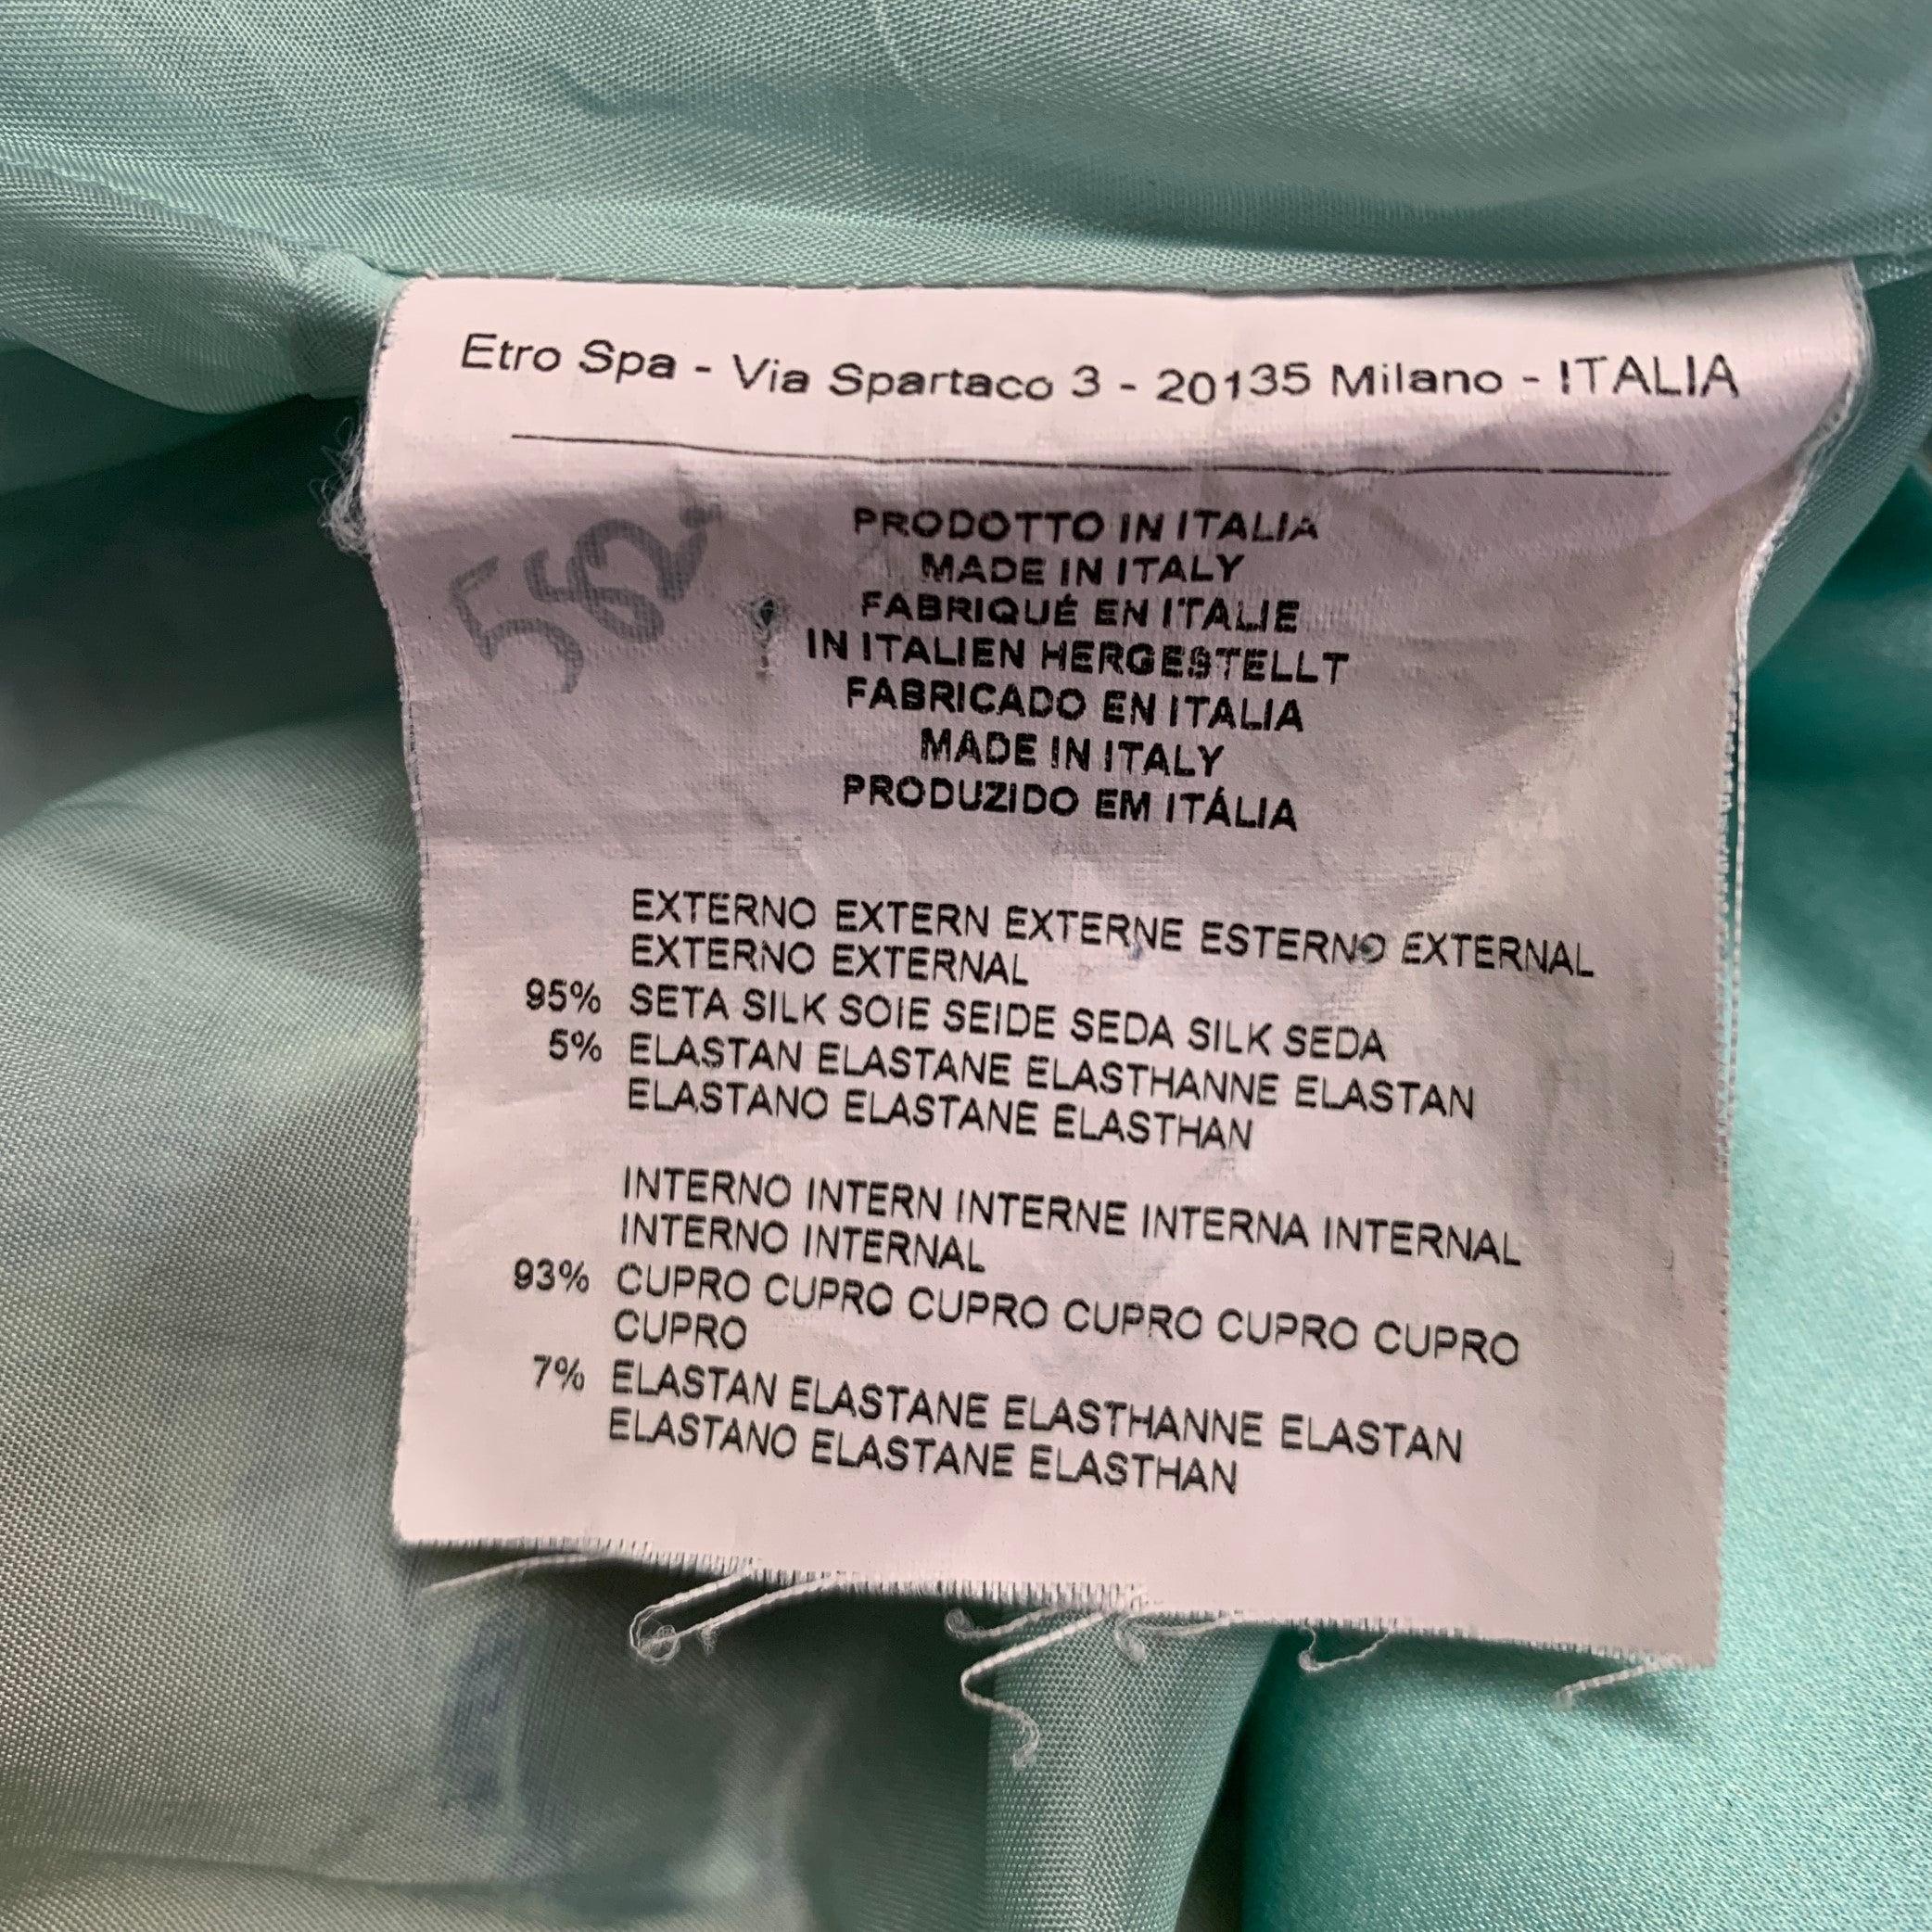 Etro Spa - Via Spartaco 3 - 20135 Milano - ITALIA
562.
PRODOTTO IN ITALIA
MADE IN ITALY
FABRIQUÉ EN ITALIE
IN ITALIEN HERGESTELLT
FABRICADO EN ITALIA
MADE IN ITALY
PRODUZIDO EM ITÁLIA
EXTERNO EXTERN EXTERNE ESTERNO EXTERNAL
EXTERNO EXTERNAL
95% SETA SILK SOIE SEIDE SEDA SILK SEDA
5% ELASTAN ELASTANE ELASTHANNE ELASTAN
ELASTANO ELASTANE ELASTHAN
INTERNO INTERN INTERNE INTERNA INTERNAL
INTERNO INTERNAL
93% CUPRO CUPRO CUPRO CUPRO CUPRO CUPRO
CUPRO
7% ELASTAN ELASTANE ELASTHANNE ELASTAN
ELASTANO ELASTANE ELASTHAN